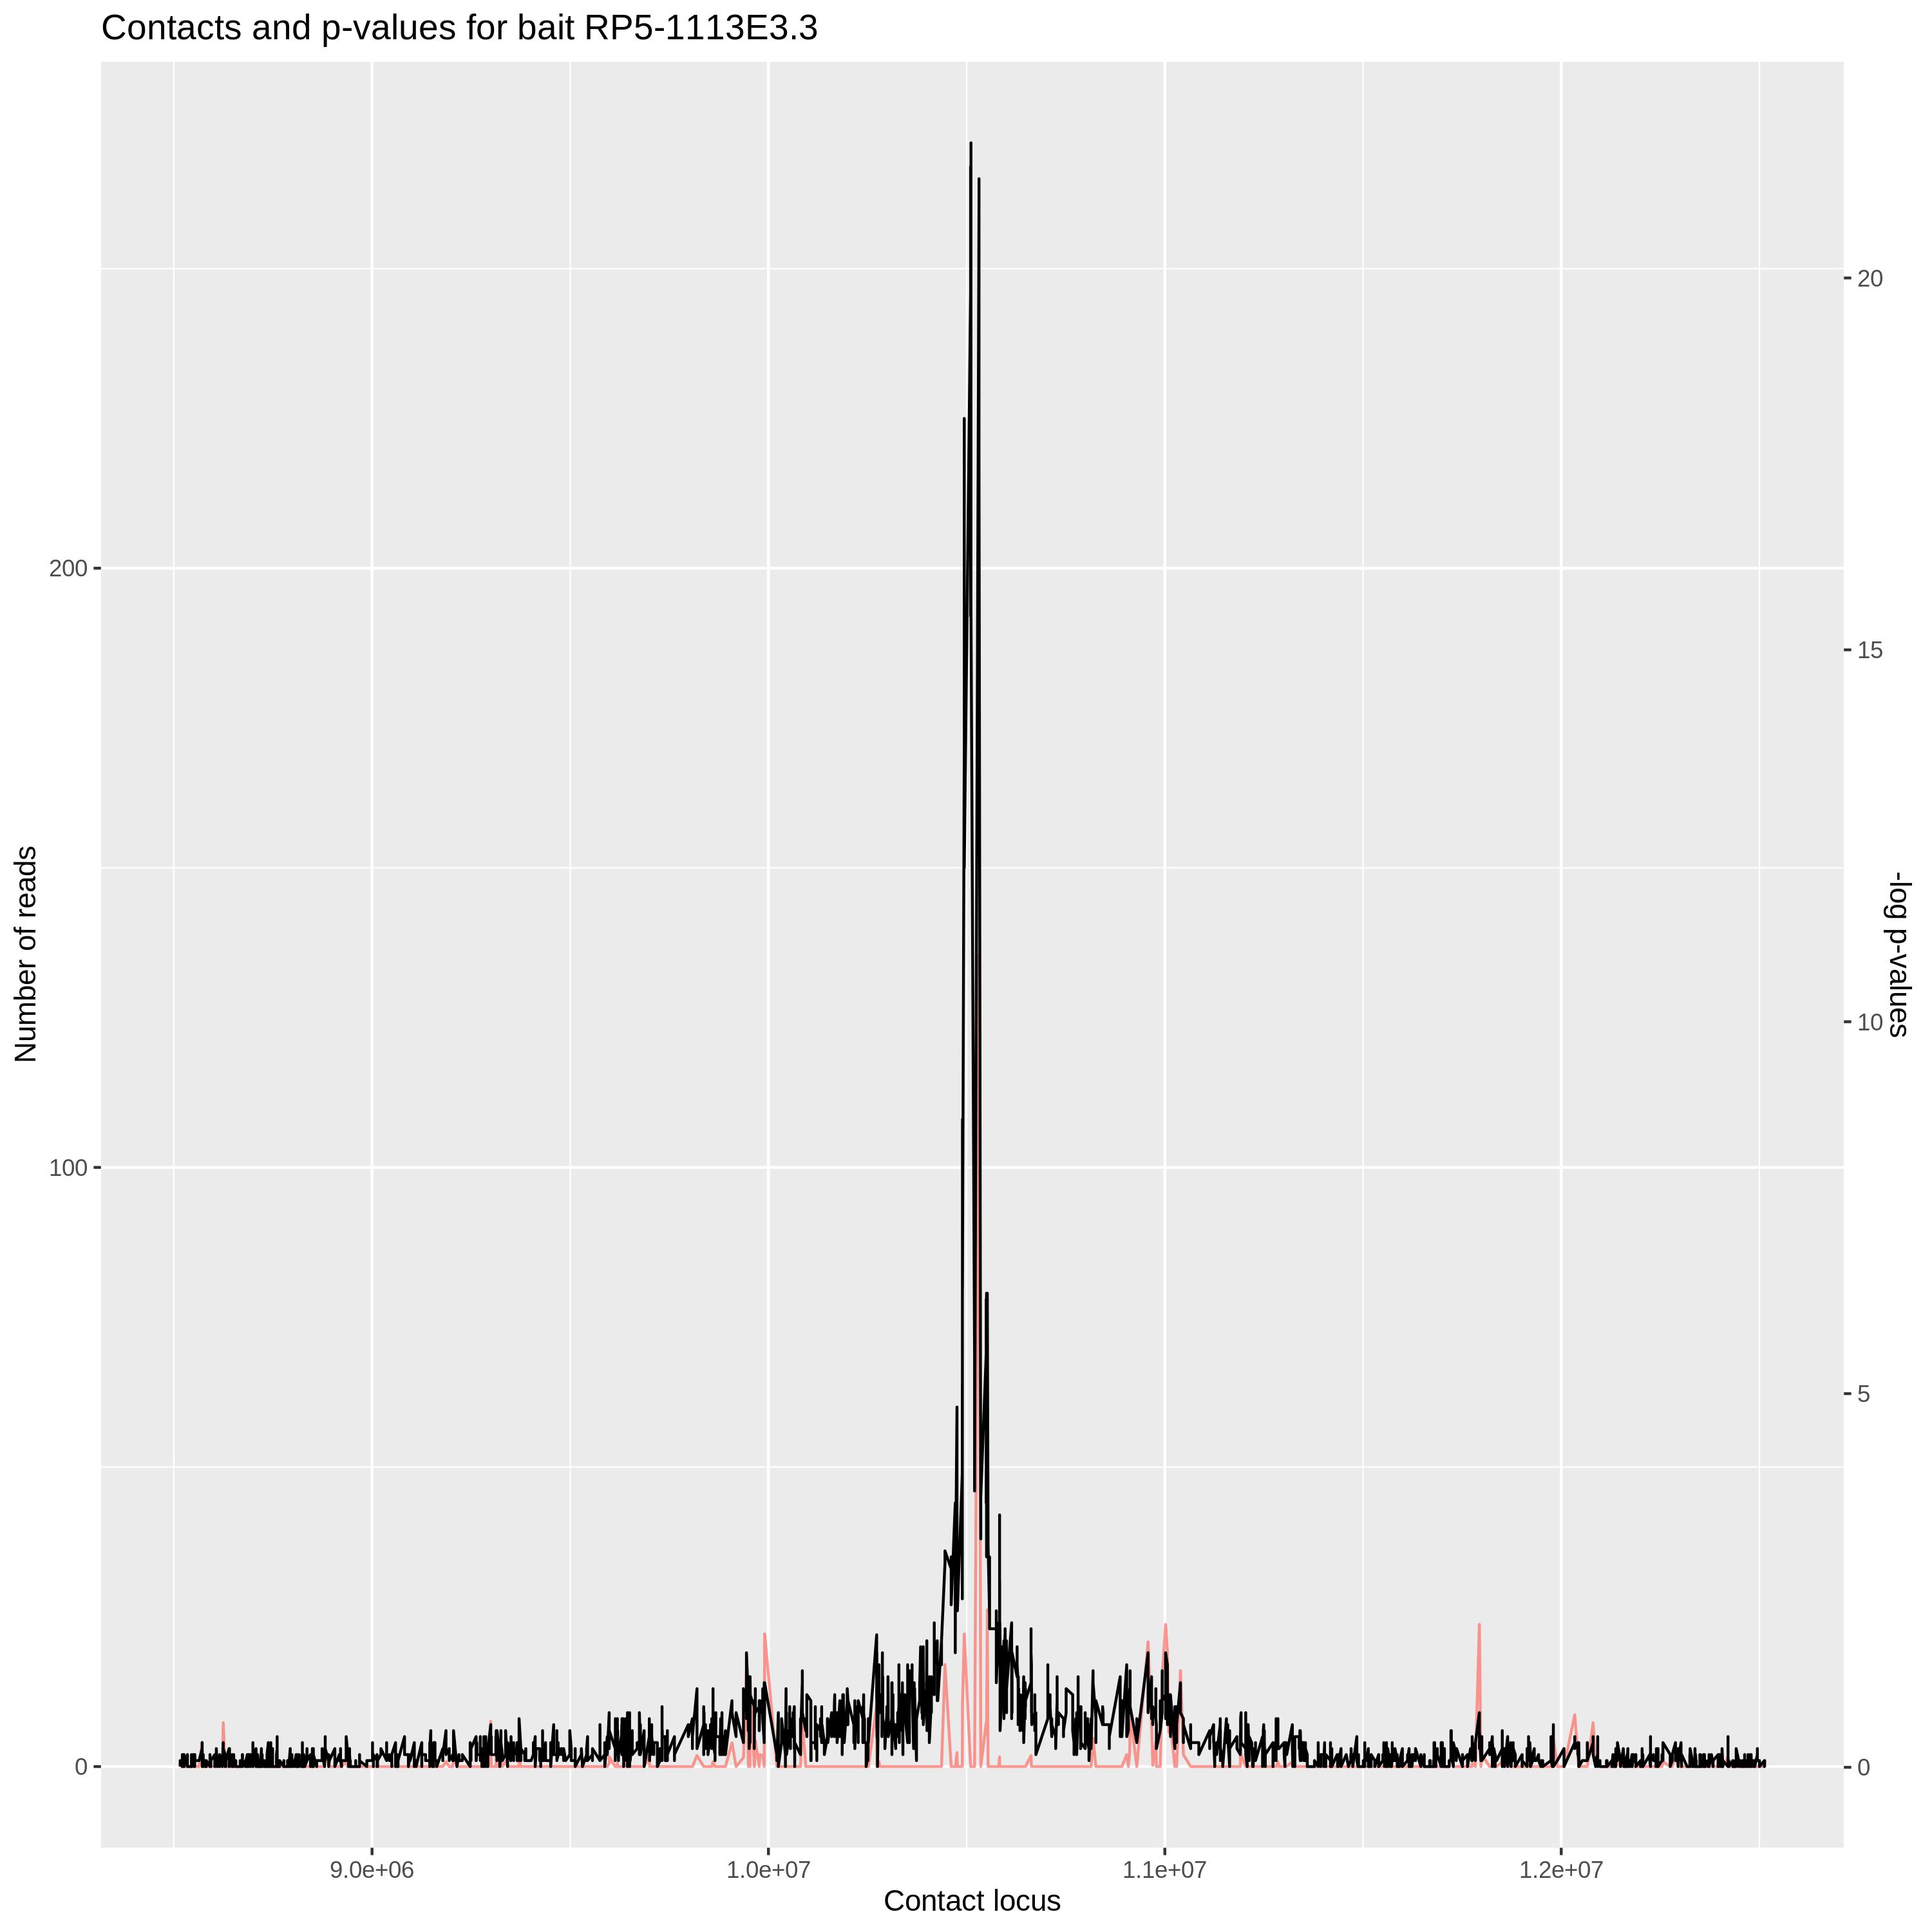 Contacts and p-values for bait RP5-1113E3.3
Number of reads
200
100
0
20
15
10
5
0
-log p-values
9.0e+06
1.0e+07
1.1e+07
1.2e+07
Contact locus